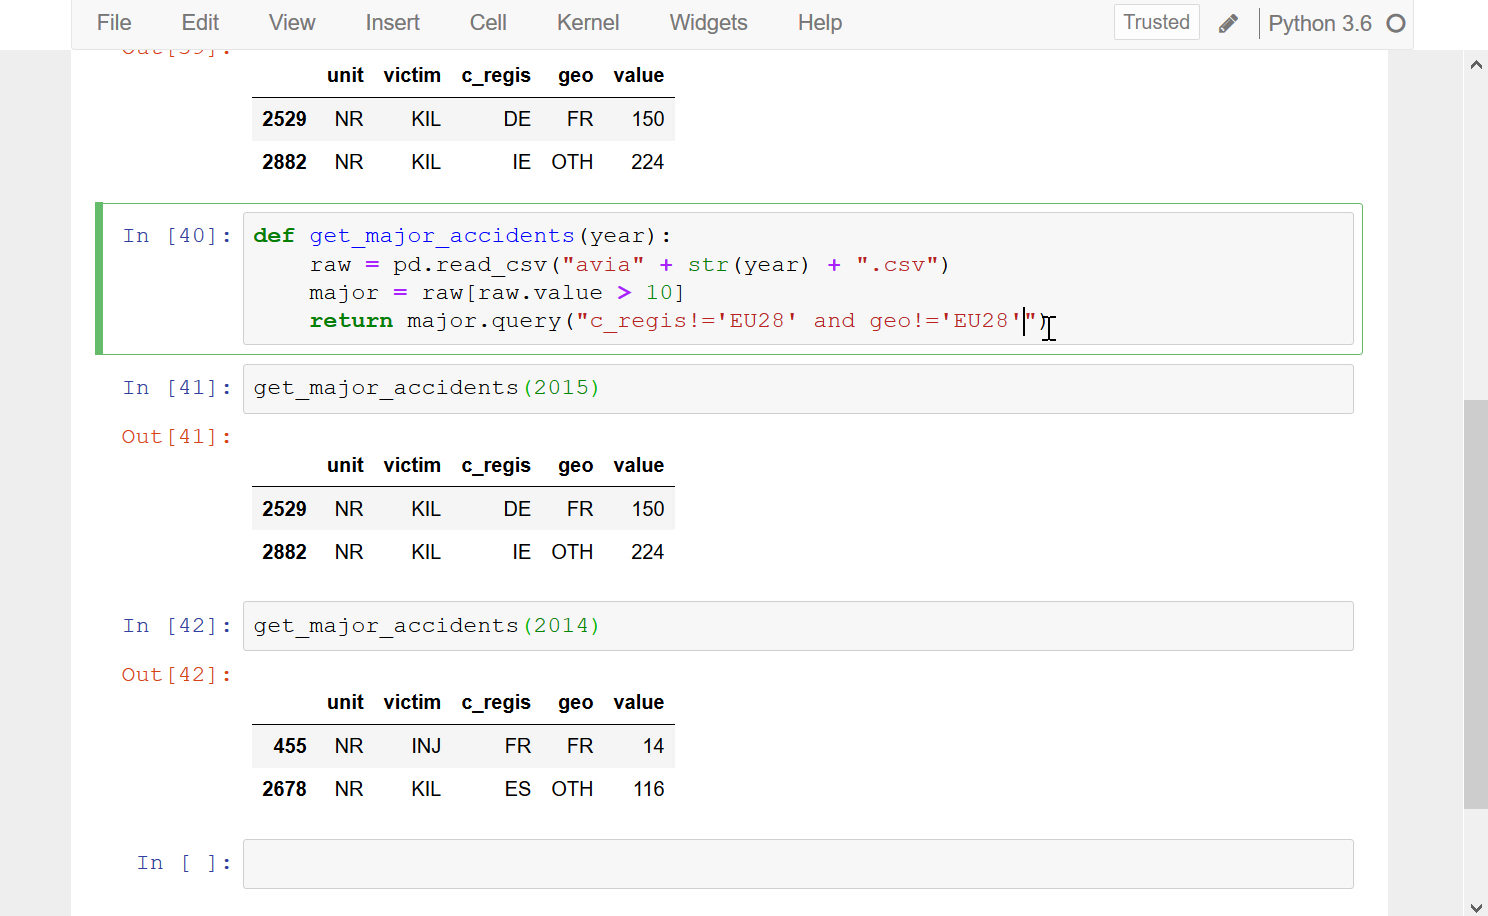 File Edit View Insert Cell Kernel Widgets Help Trusted Python 3.6
Out[39]:
unit victim c_regis geo value
2529 NR KIL DE FR 150
2882 NR KIL IE OTH 224
In [40]: def get_major_accidents(year):
raw = pd.read_csv("avia" + str(year) + ".csv")
major = raw[raw.value > 10]
return major.query("c_regis!='EU28' and geo!='EU28'")
In [41]: get_major_accidents(2015)
Out[41]:
unit victim c_regis geo value
2529 NR KIL DE FR 150
2882 NR KIL IE OTH 224
In [42]: get_major_accidents(2014)
Out[42]:
unit victim c_regis geo value
455 NR INJ FR FR 14
2678 NR KIL ES OTH 116
In [ ]: